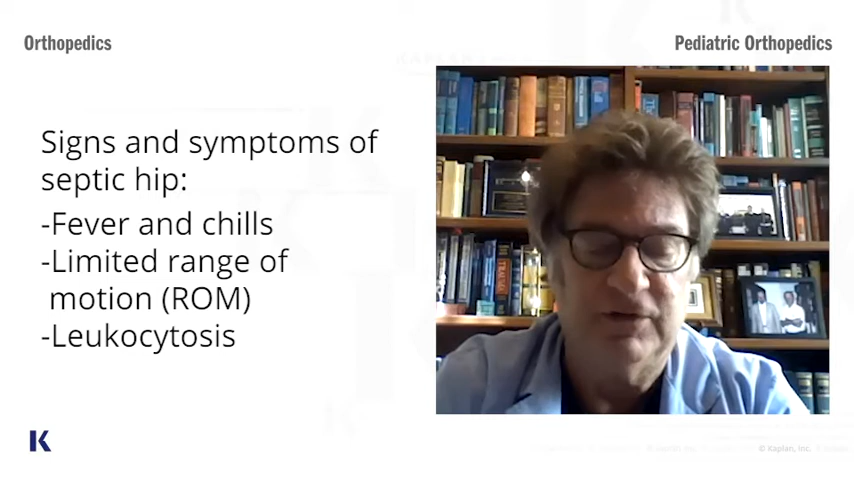 Orthopedics
Pediatric Orthopedics
Signs and symptoms of
septic hip:
-Fever and chills
-Limited range of
motion (ROM)
-Leukocytosis
K
© Kaplan, Inc.